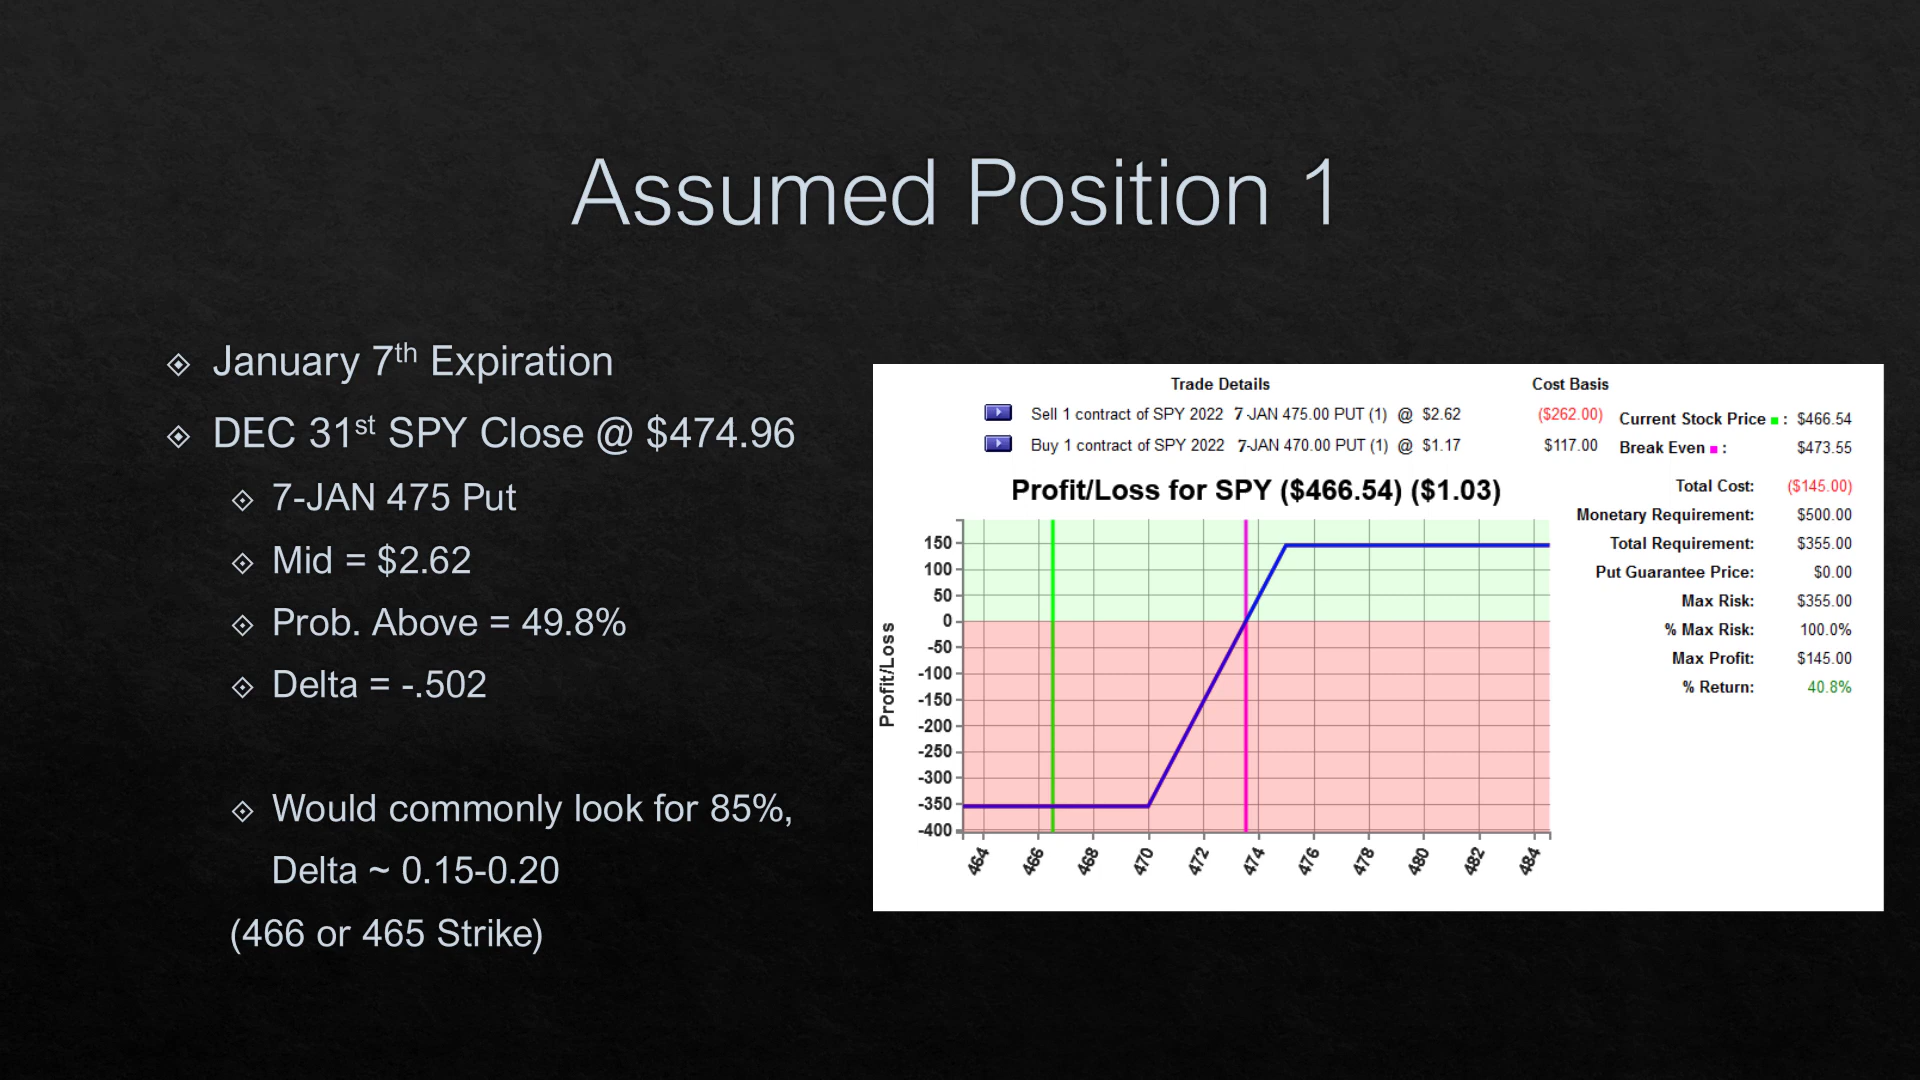 Assumed Position 1
January 7th Expiration
DEC 31st SPY Close @ $474.96
7-JAN 475 Put
Mid = $2.62
Prob. Above = 49.8%
Delta = -.502
Would commonly look for 85%,
Delta ~ 0.15-0.20
(466 or 465 Strike)
Trade Details Cost Basis
Sell 1 contract of SPY 2022 7-JAN 475.00 PUT (1) @ $2.62 ($262.00)
Buy 1 contract of SPY 2022 7-JAN 470.00 PUT (1) @ $1.17 $117.00
Current Stock Price : $466.54
Break Even : $473.55
Total Cost: ($145.00)
Monetary Requirement: $500.00
Total Requirement: $355.00
Put Guarantee Price: $0.00
Max Risk: $355.00
% Max Risk: 100.0%
Max Profit: $145.00
% Return: 40.8%
Profit/Loss for SPY ($466.54) ($1.03)
Profit/Loss
150
100
50
0
-50
-100
-150
-200
-250
-300
-350
-400
464 466 468 470 472 474 476 478 480 482 484